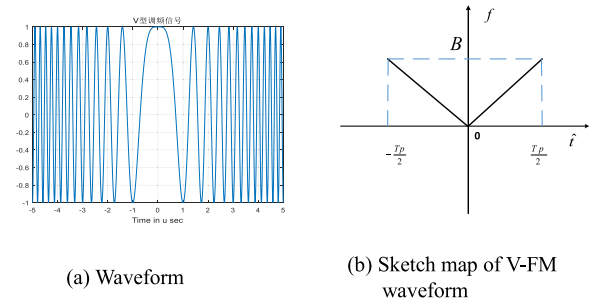 V型调频信号
1
0.8
0.6
0.4
0.2
0
-0.2
-0.4
-0.6
-0.8
-1
-5 -4 -3 -2 -1 0 1 2 3 4 5
Time in u sec
(a) Waveform
f
B
0
-Tp/2
Tp/2
t̂
(b) Sketch map of V-FM
waveform